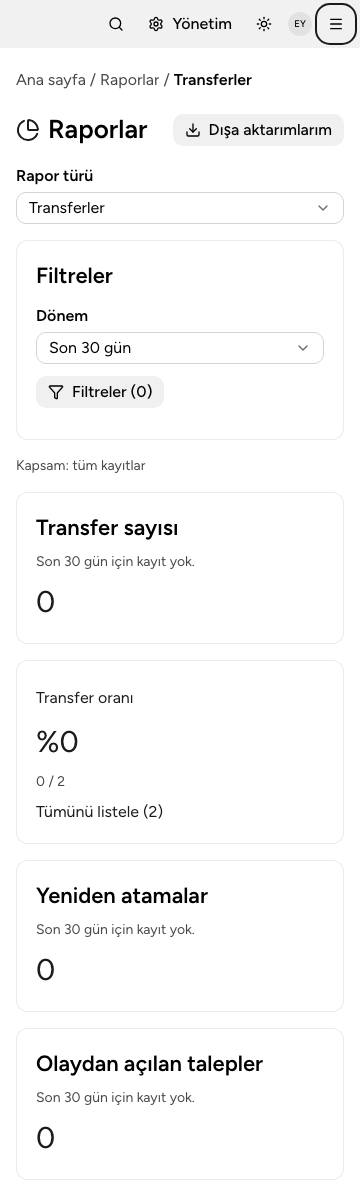 Yönetim
EY
Ana sayfa / Raporlar / Transferler
Raporlar
Dışa aktarımlarım
Rapor türü
Transferler
Filtreler
Dönem
Son 30 gün
Filtreler (0)
Kapsam: tüm kayıtlar
Transfer sayısı
Son 30 gün için kayıt yok.
0
Transfer oranı
%0
0 / 2
Tümünü listele (2)
Yeniden atamalar
Son 30 gün için kayıt yok.
0
Olaydan açılan talepler
Son 30 gün için kayıt yok.
0